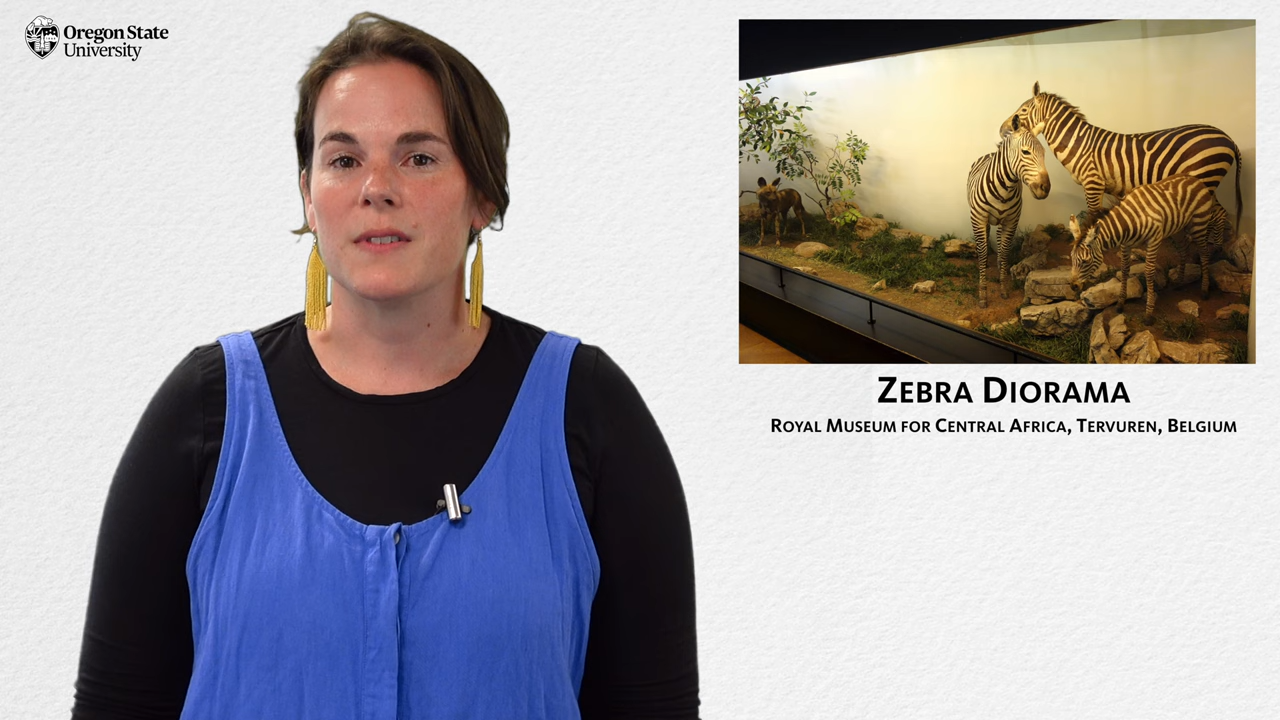 Oregon State
University
ZEBRA DIORAMA
ROYAL MUSEUM FOR CENTRAL AFRICA, TERVUREN, BELGIUM